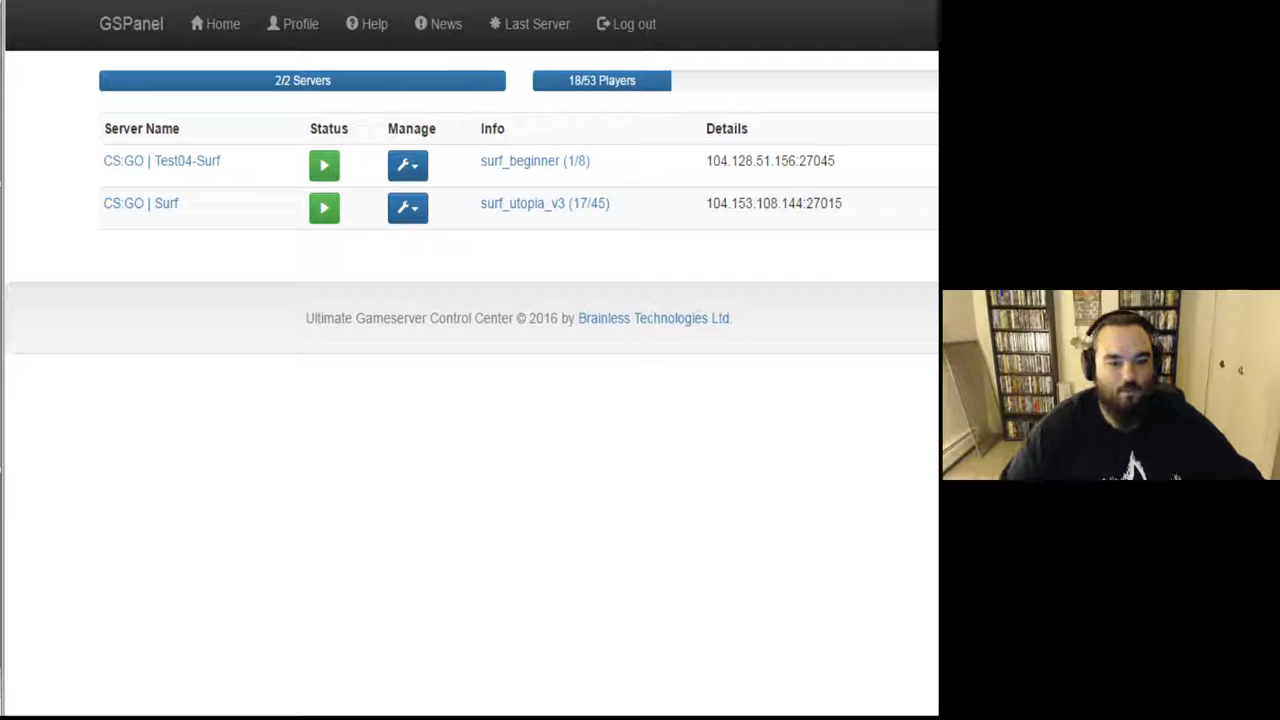 GSPanel Home Profile Help News Last Server Log out
2/2 Servers 18/53 Players
Server Name Status Manage Info Details
CS:GO | Test04-Surf surf_beginner (1/8) 104.128.51.156:27045
CS:GO | Surf surf_utopia_v3 (17/45) 104.153.108.144:27015
Ultimate Gameserver Control Center © 2016 by Brainless Technologies Ltd.